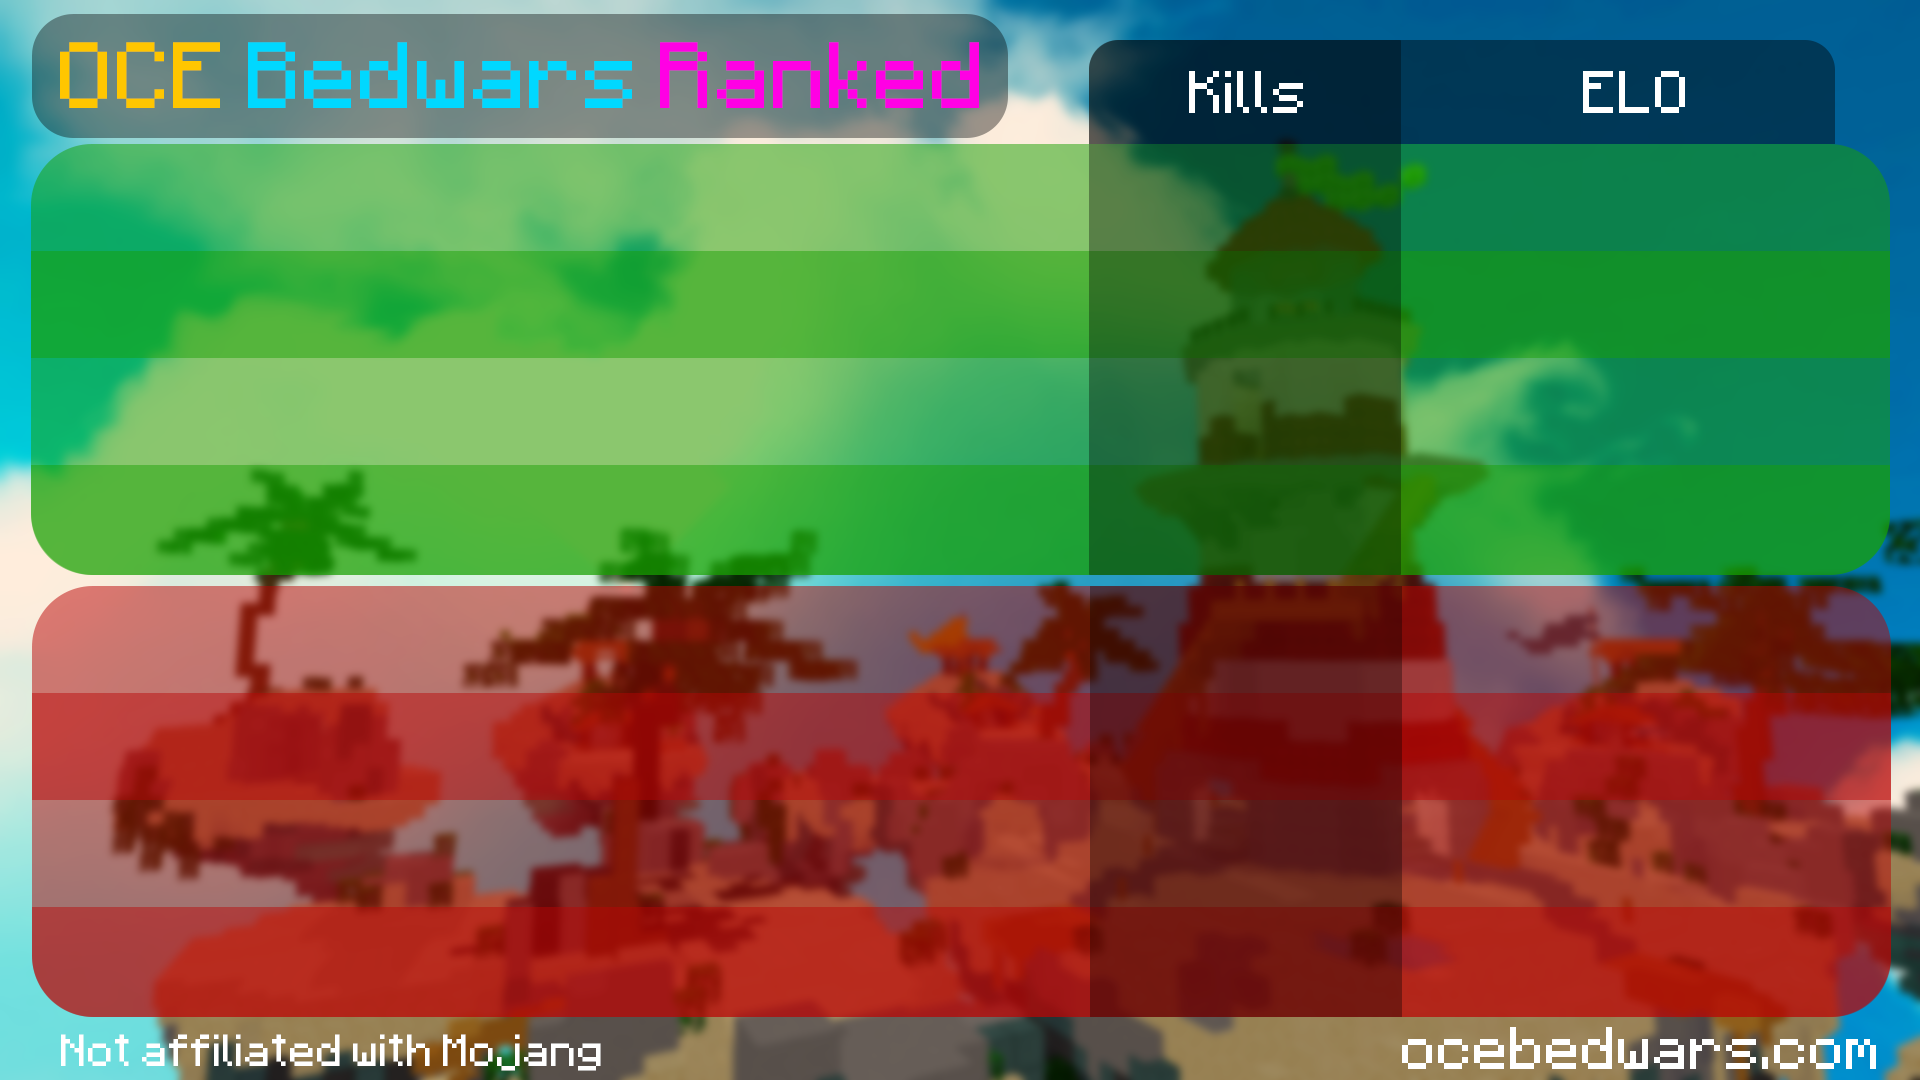 OCE Bedwars Ranked
Kills
ELO
Not affiliated with Mojang
ocebedwars.com